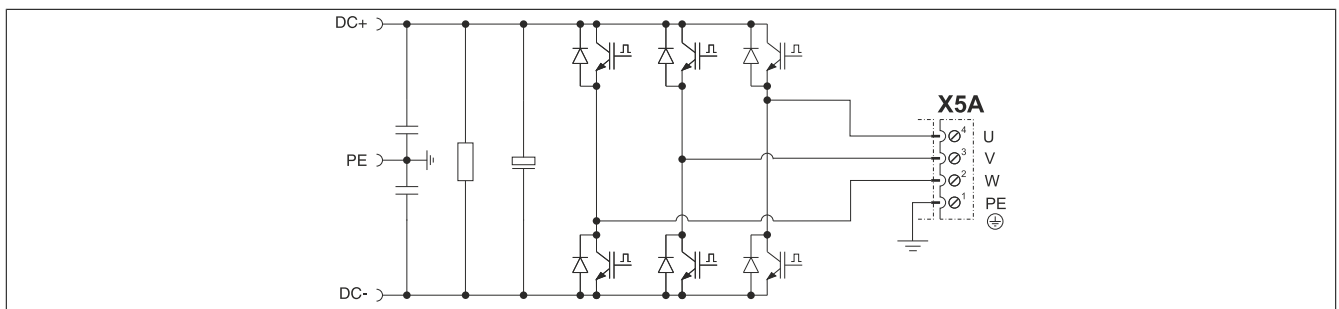 DC+
X5A
4 U
PE
3 V
2 W
1 PE
DC-